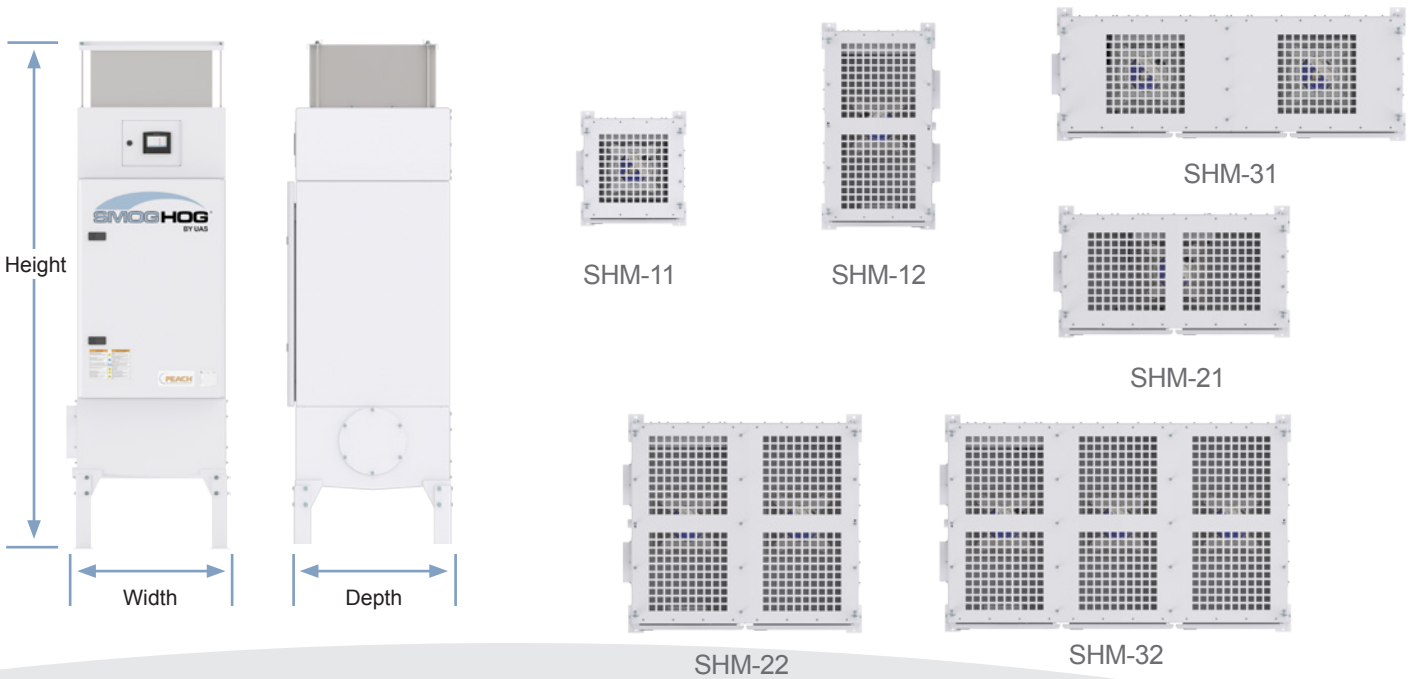 SMOGHOG
BY UAS
PEACH
Height
Width
Depth
SHM-11
SHM-12
SHM-31
SHM-21
SHM-22
SHM-32